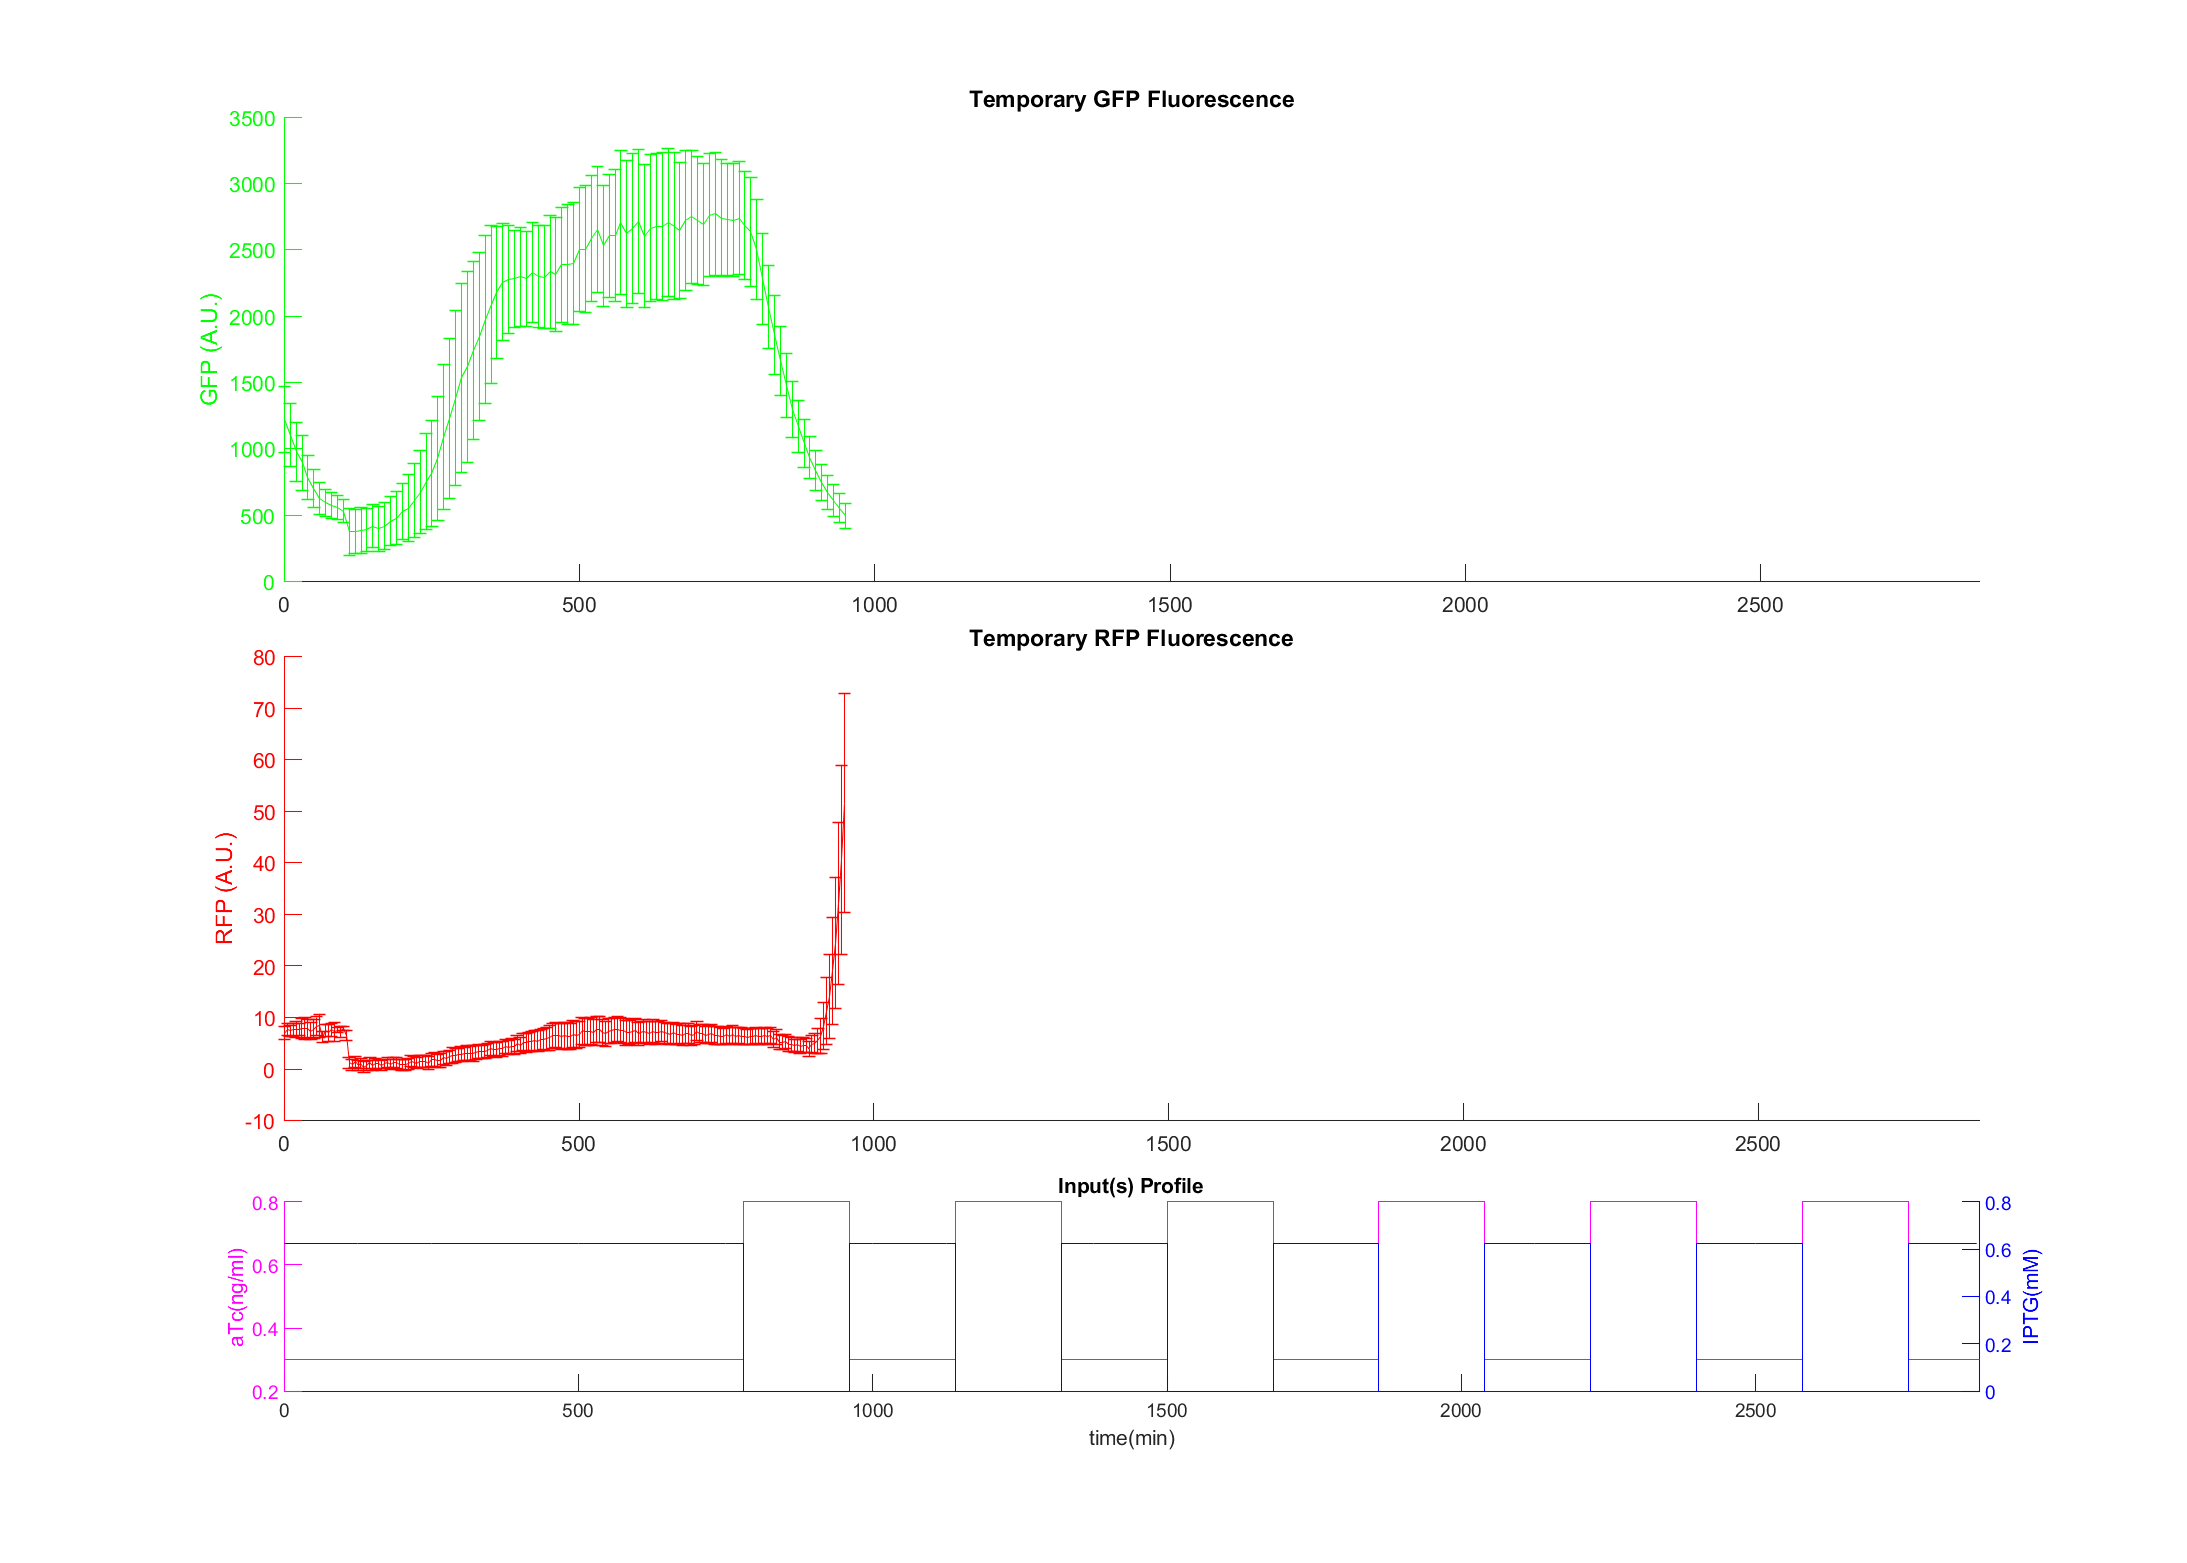 Temporary GFP Fluorescence
3500
3000
2500
2000
1500
1000
500
0
GFP (A.U.)
0 500 1000 1500 2000 2500
Temporary RFP Fluorescence
80
70
60
50
40
30
20
10
0
-10
RFP (A.U.)
0 500 1000 1500 2000 2500
Input(s) Profile
0.8
0.6
0.4
0.2
aTc(ng/ml)
0.8
0.6
0.4
0.2
0
IPTG(mM)
0 500 1000 1500 2000 2500
time(min)